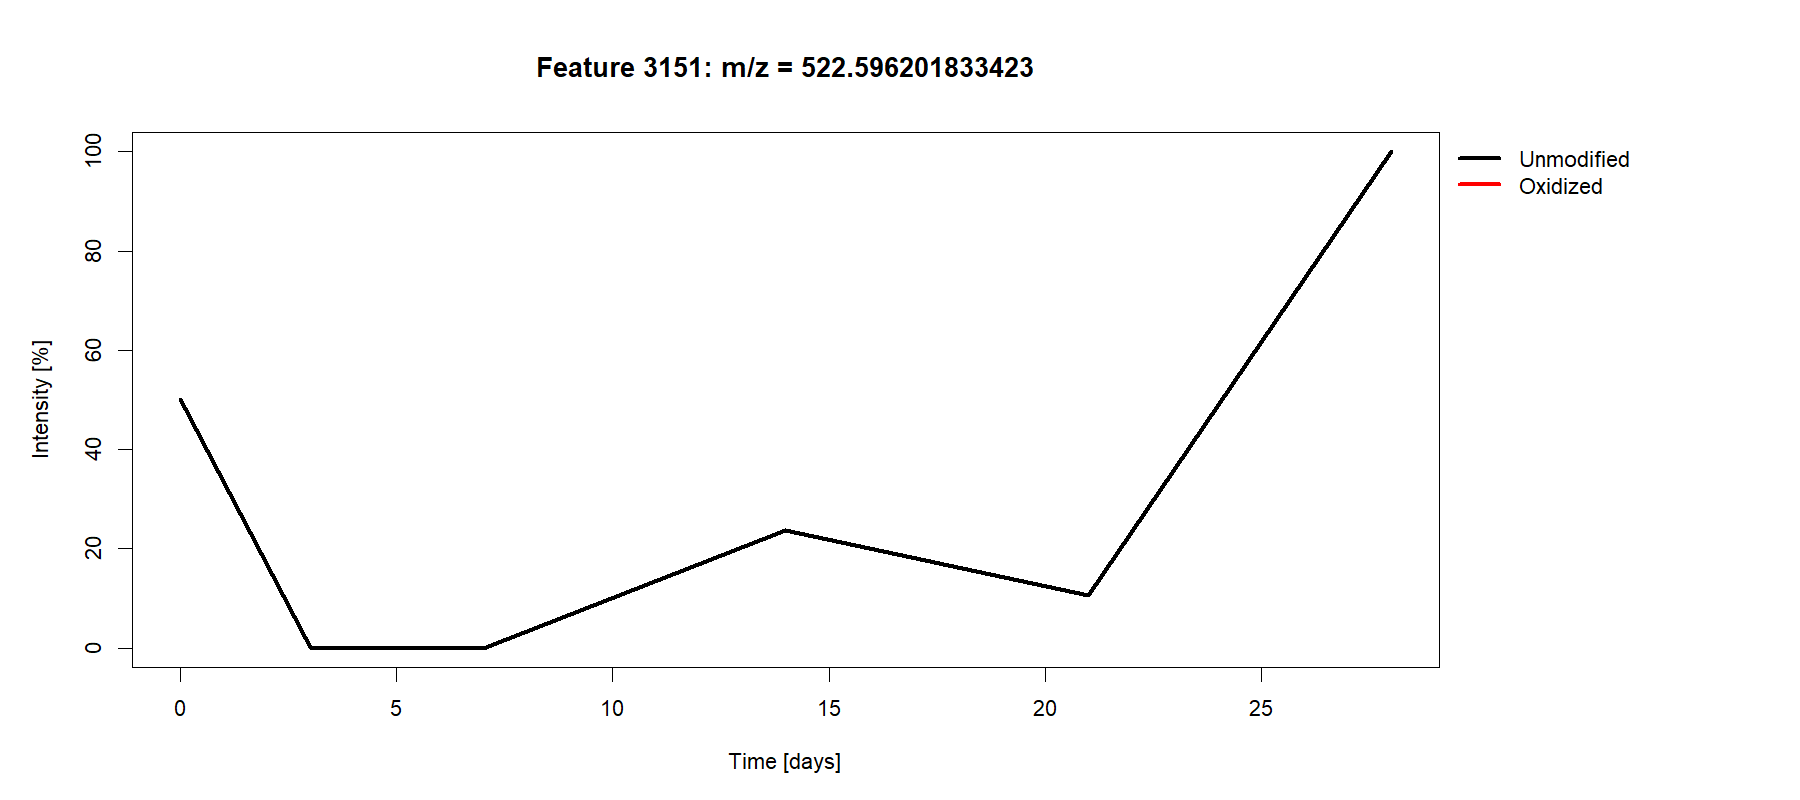 Feature 3151: m/z = 522.596201833423
Unmodified
Oxidized
Intensity [%]
100
80
60
40
20
0
0 5 10 15 20 25
Time [days]